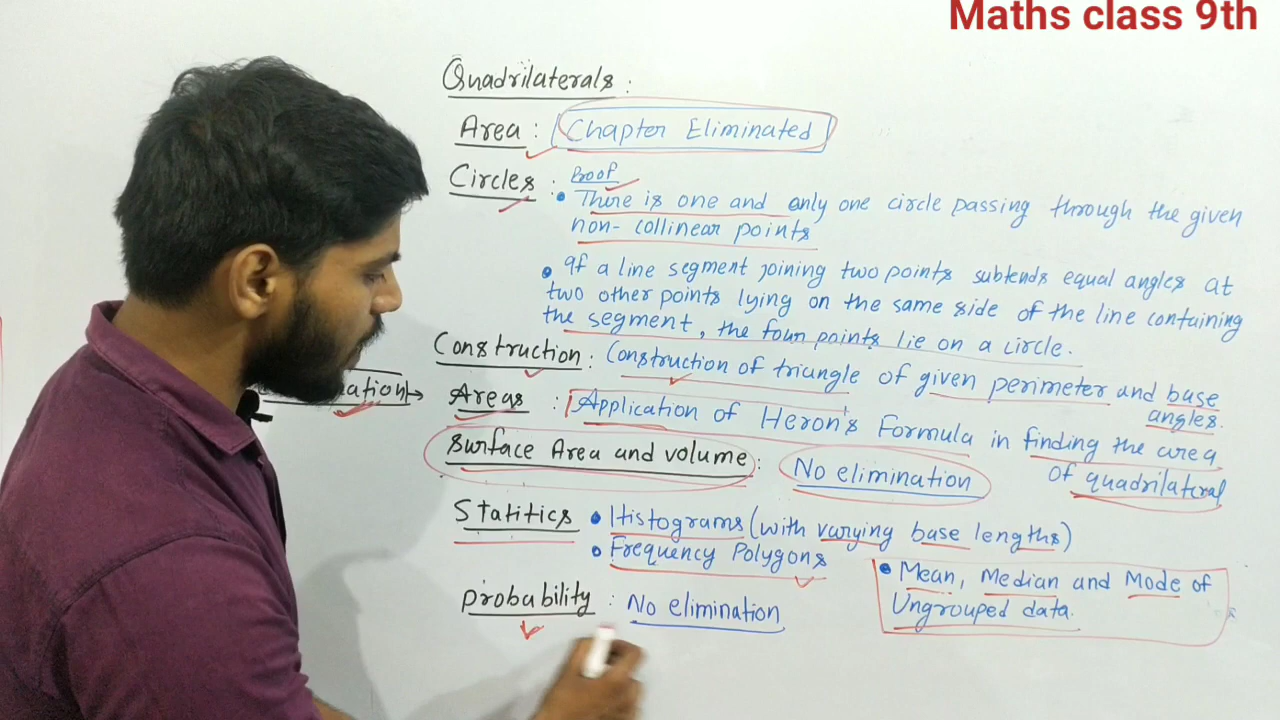 Maths class 9th
Quadrilaterals :
Area : Chapter Eliminated
Circles : Proof
• There is one and only one circle passing through the given
non- collinear points
• If a line segment joining two points subtends equal angles at
two other points lying on the same side of the line containing
the segment, the four points lie on a circle.
Construction : Construction of triangle of given perimeter and base
angles.
ation → Areas : Application of Heron's Formula in finding the area
of quadrilateral
Surface Area and volume : No elimination
Statitics • Histograms (with varying base lengths)
• Frequency Polygons
• Mean, Median and Mode of
Ungrouped data.
Probability : No elimination